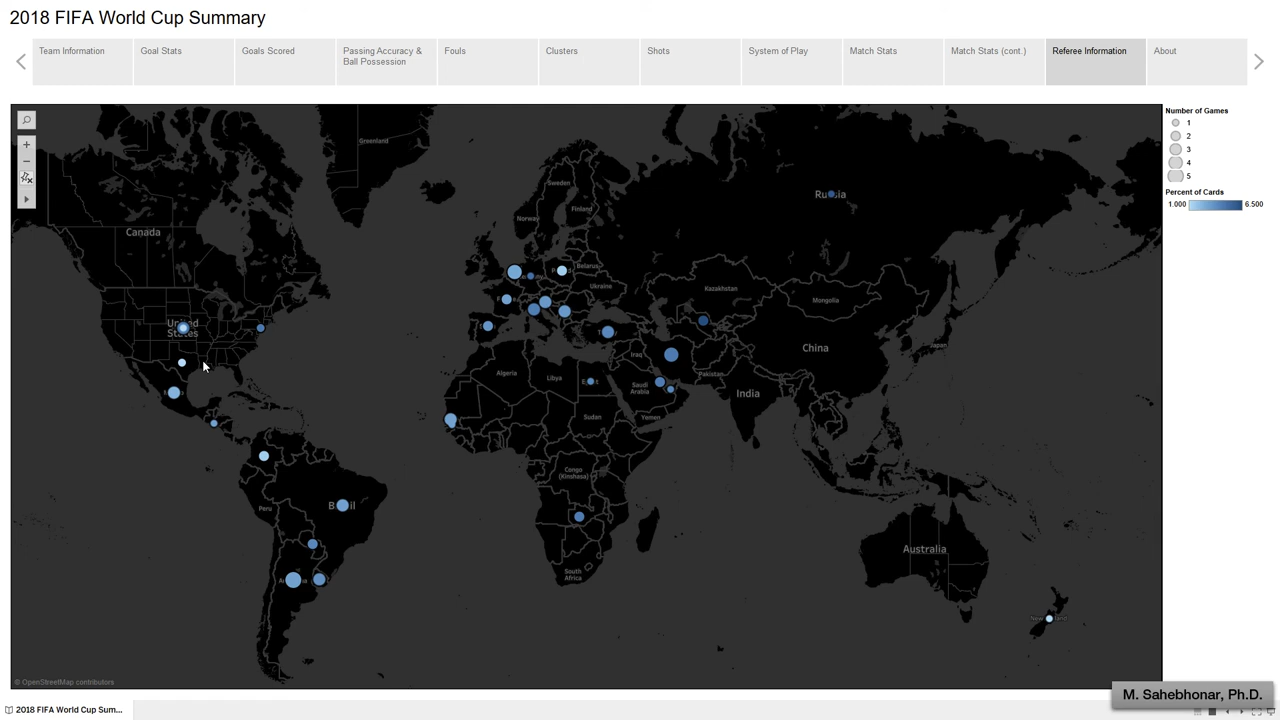 2018 FIFA World Cup Summary
Team Information
Goal Stats
Goals Scored
Passing Accuracy &
Ball Possession
Fouls
Clusters
Shots
System of Play
Match Stats
Match Stats (cont.)
Referee Information
About
Number of Games
1
2
3
4
5
Percent of Cards
1.000
6.500
Greenland
Canada
Sweden
Finland
Norway
Russia
Belarus
Ukraine
Kazakhstan
Mongolia
United
States
Japan
China
Iraq
Pakistan
Algeria
Libya
Saudi
Arabia
India
Sudan
Yemen
Congo
(Kinshasa)
Peru
Australia
South
Africa
© OpenStreetMap contributors
M. Sahebhonar, Ph.D.
2018 FIFA World Cup Sum...